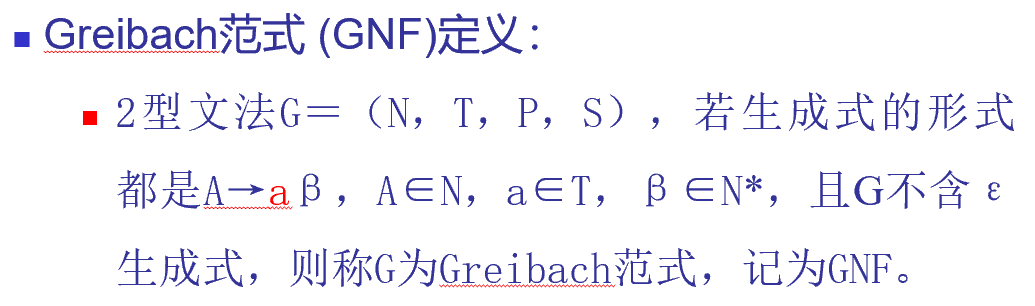 Greibach范式 (GNF)定义：
2型文法G＝（N，T，P，S），若生成式的形式
都是A→aβ，A∈N，a∈T，β∈N*，且G不含ε
生成式，则称G为Greibach范式，记为GNF。